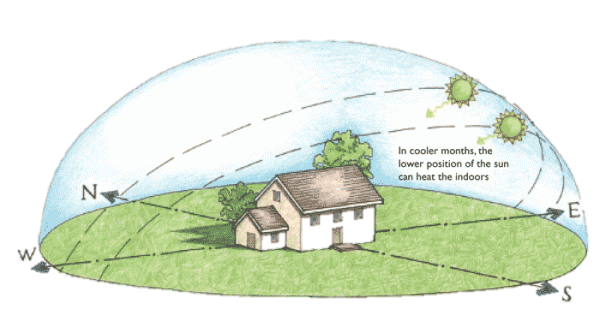 In cooler months, the
lower position of the sun
can heat the indoors
N
E
W
S